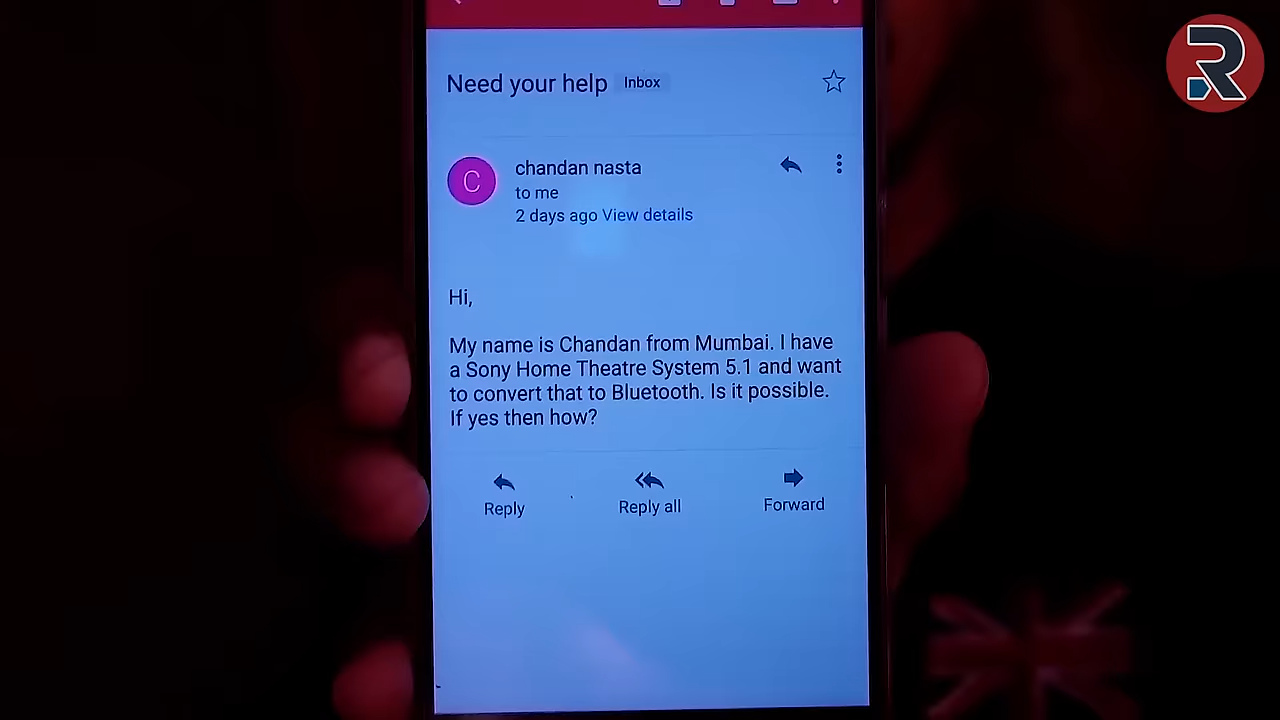 Need your help Inbox
C
chandan nasta
to me
2 days ago View details
Hi,
My name is Chandan from Mumbai. I have
a Sony Home Theatre System 5.1 and want
to convert that to Bluetooth. Is it possible.
If yes then how?
Reply
Reply all
Forward
R